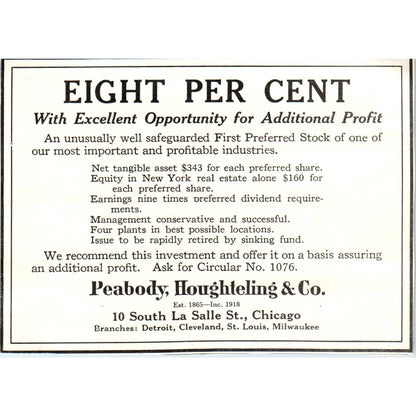 EIGHT PER CENT
With Excellent Opportunity for Additional Profit
An unusually well safeguarded First Preferred Stock of one of
our most important and profitable industries.
Net tangible asset $343 for each preferred share.
Equity in New York real estate alone $160 for
each preferred share.
Earnings nine times preferred dividend require-
ments.
Management conservative and successful.
Four plants in best possible locations.
Issue to be rapidly retired by sinking fund.
We recommend this investment and offer it on a basis assuring
an additional profit. Ask for Circular No. 1076.
Peabody, Houghteling & Co.
Est. 1865—Inc. 1918
10 South La Salle St., Chicago
Branches: Detroit, Cleveland, St. Louis, Milwaukee